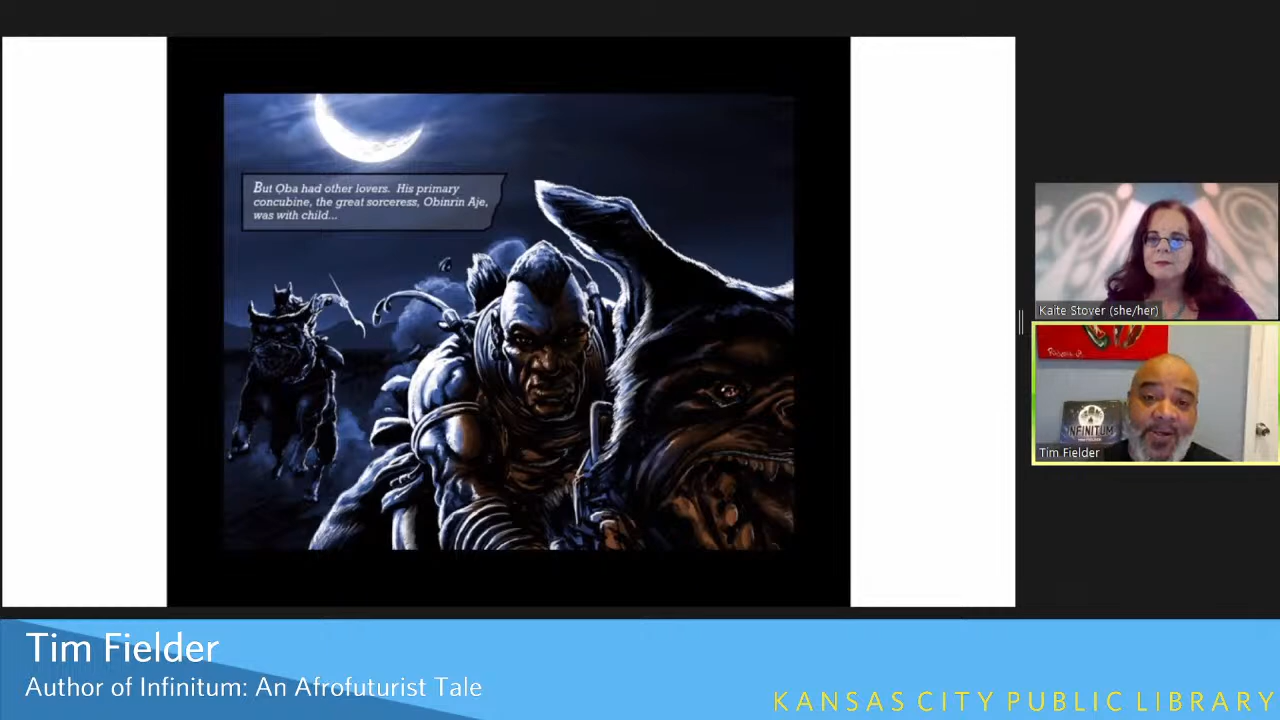 But Oba had other lovers. His primary
concubine, the great sorceress, Obinrin Aje,
was with child...
Kaite Stover (she/her)
INFINITUM
Tim Fielder
Tim Fielder
Author of Infinitum: An Afrofuturist Tale
KANSAS CITY PUBLIC LIBRARY